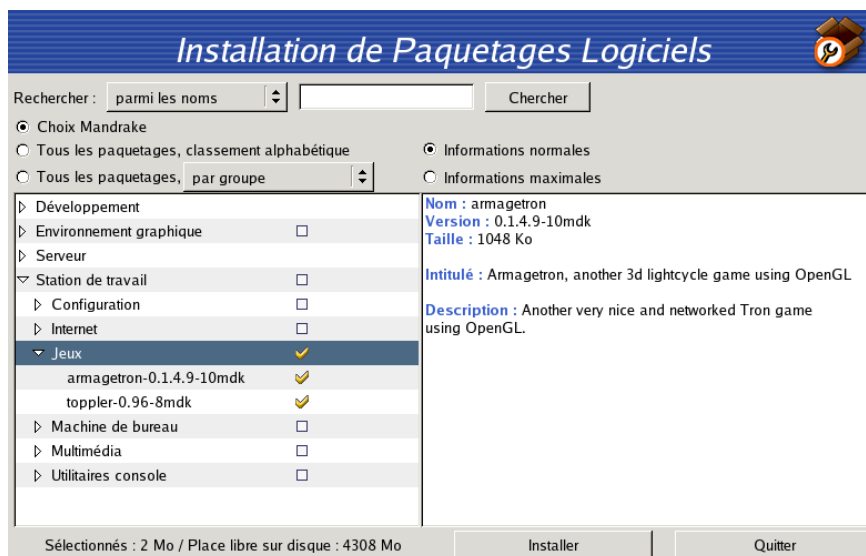 Installation de Paquetages Logiciels
Rechercher : parmi les noms Chercher
Choix Mandrake
Tous les paquetages, classement alphabétique
Tous les paquetages, par groupe
Informations normales
Informations maximales
Développement
Environnement graphique
Serveur
Station de travail
Configuration
Internet
Jeux
armagetron-0.1.4.9-10mdk
toppler-0.96-8mdk
Machine de bureau
Multimédia
Utilitaires console
Nom : armagetron
Version : 0.1.4.9-10mdk
Taille : 1048 Ko
Intitulé : Armagetron, another 3d lightcycle game using OpenGL
Description : Another very nice and networked Tron game
using OpenGL.
Sélectionnés : 2 Mo / Place libre sur disque : 4308 Mo
Installer
Quitter